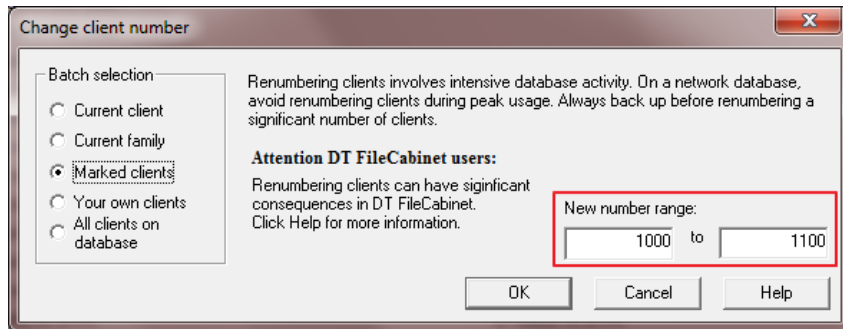 Change client number
Batch selection
Current client
Current family
Marked clients
Your own clients
All clients on
database
Renumbering clients involves intensive database activity. On a network database,
avoid renumbering clients during peak usage. Always back up before renumbering a
significant number of clients.
Attention DT FileCabinet users:
Renumbering clients can have siginficant
consequences in DT FileCabinet.
Click Help for more information.
New number range:
1000 to 1100
OK Cancel Help